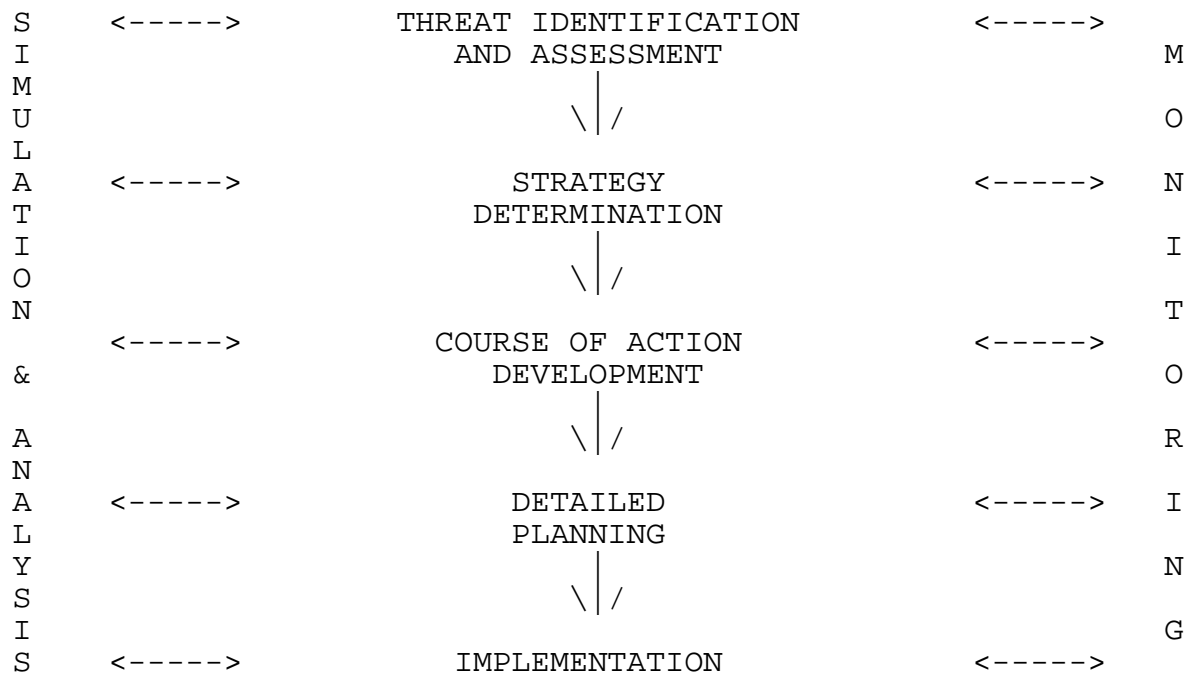 SIMULATION & ANALYSIS
THREAT IDENTIFICATION
AND ASSESSMENT
STRATEGY
DETERMINATION
COURSE OF ACTION
DEVELOPMENT
DETAILED
PLANNING
IMPLEMENTATION
MONITORING